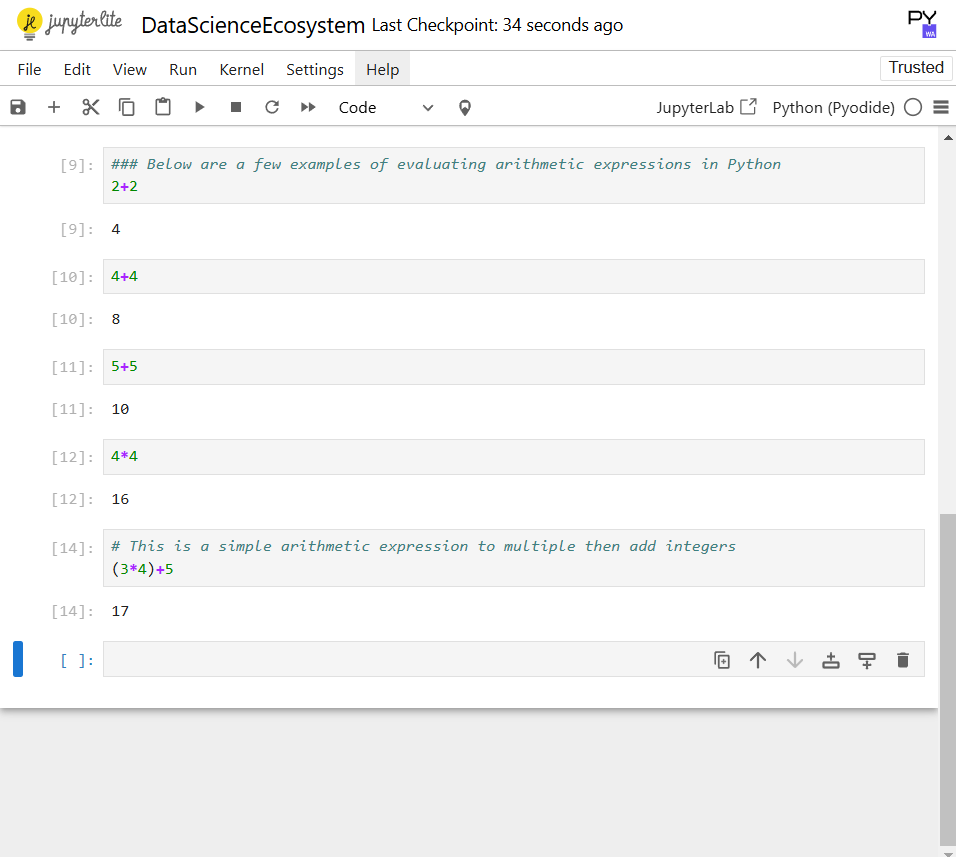 jupyterlite DataScienceEcosystem Last Checkpoint: 34 seconds ago PY WA
File Edit View Run Kernel Settings Help Trusted
Code JupyterLab Python (Pyodide)
[9]: ### Below are a few examples of evaluating arithmetic expressions in Python
2+2
[9]: 4
[10]: 4+4
[10]: 8
[11]: 5+5
[11]: 10
[12]: 4*4
[12]: 16
[14]: # This is a simple arithmetic expression to multiple then add integers
(3*4)+5
[14]: 17
[ ]: